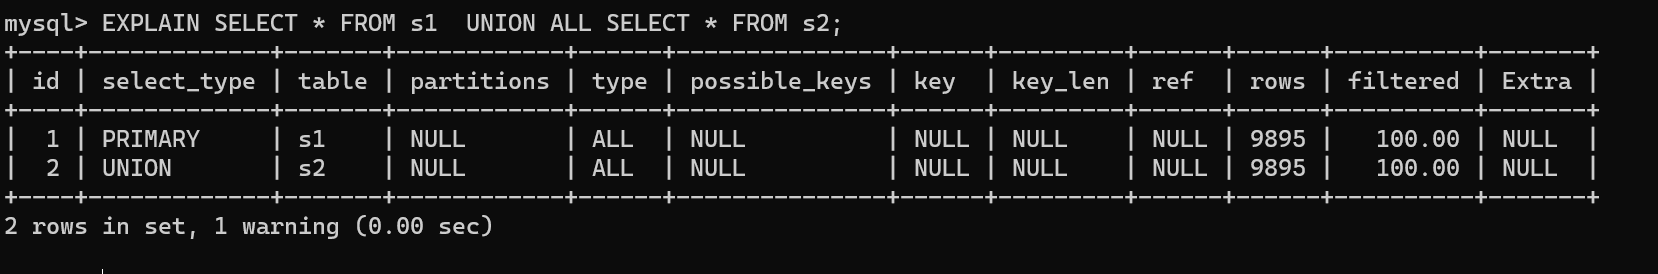 mysql> EXPLAIN SELECT * FROM s1  UNION ALL SELECT * FROM s2;
+----+-------------+-------+------------+------+---------------+------+---------+------+------+----------+-------+
| id | select_type | table | partitions | type | possible_keys | key  | key_len | ref  | rows | filtered | Extra |
+----+-------------+-------+------------+------+---------------+------+---------+------+------+----------+-------+
|  1 | PRIMARY     | s1    | NULL       | ALL  | NULL          | NULL | NULL    | NULL | 9895 |   100.00 | NULL  |
|  2 | UNION       | s2    | NULL       | ALL  | NULL          | NULL | NULL    | NULL | 9895 |   100.00 | NULL  |
+----+-------------+-------+------------+------+---------------+------+---------+------+------+----------+-------+
2 rows in set, 1 warning (0.00 sec)